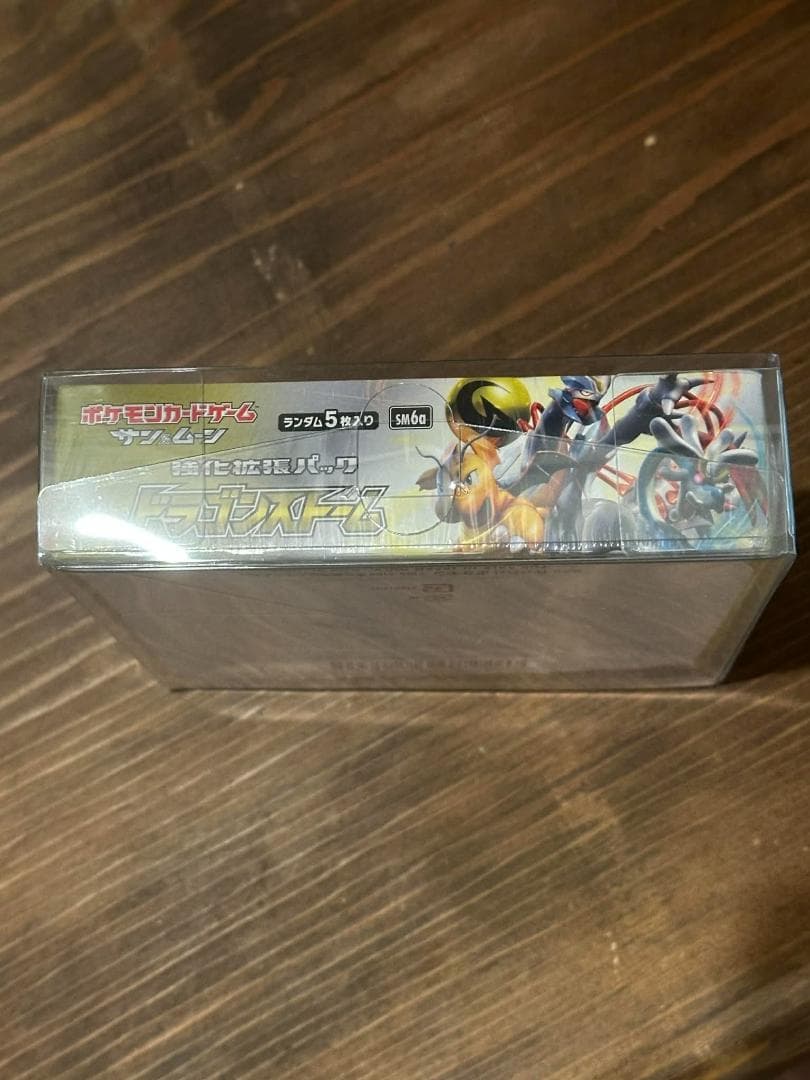 ポケモンカードゲーム
サン&ムーン
ランダム5枚入り
SM6a
強化拡張パック
ドラゴンストーム